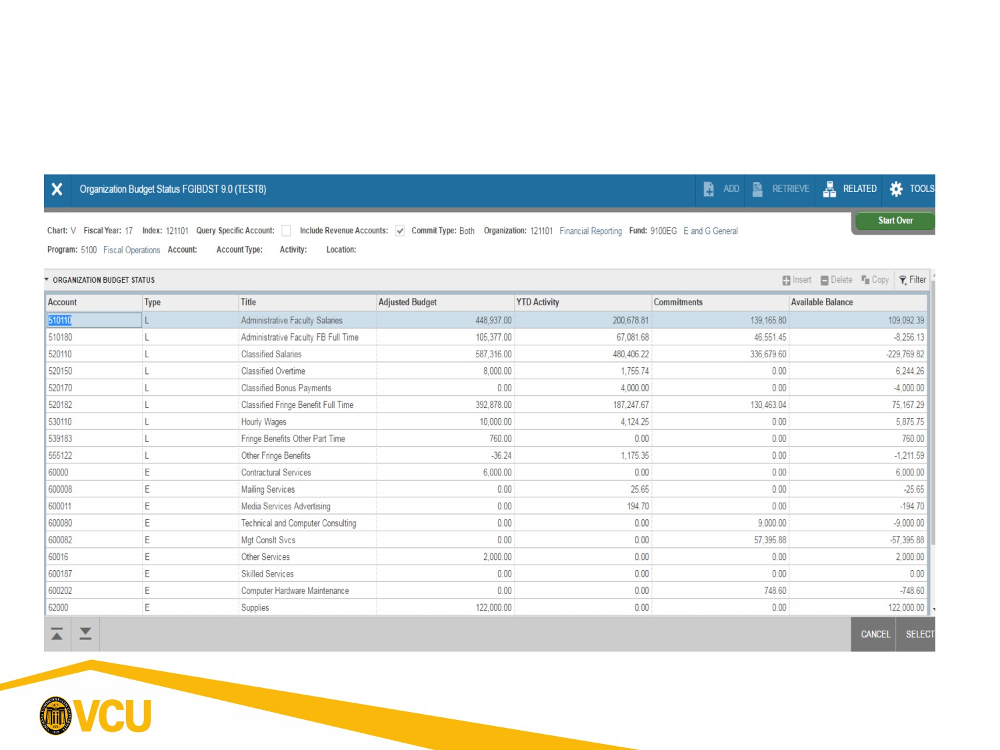 X Organization Budget Status FGIBDST 9.0 (TEST8) ADD RETRIEVE RELATED TOOLS
Start Over
Chart: V Fiscal Year: 17 Index: 121101 Query Specific Account: Include Revenue Accounts: Commit Type: Both Organization: 121101 Financial Reporting Fund: 9100EG E and G General
Program: 5100 Fiscal Operations Account: Account Type: Activity: Location:
ORGANIZATION BUDGET STATUS Insert Delete Copy Filter
Account Type Title Adjusted Budget YTD Activity Commitments Available Balance
510110 L Administrative Faculty Salaries 448,937.00 200,678.81 139,165.80 109,092.39
510180 L Administrative Faculty FB Full Time 105,377.00 67,081.68 46,551.45 -8,256.13
520110 L Classified Salaries 587,316.00 480,406.22 336,679.60 -229,769.82
520150 L Classified Overtime 8,000.00 1,755.74 0.00 6,244.26
520170 L Classified Bonus Payments 0.00 4,000.00 0.00 -4,000.00
520182 L Classified Fringe Benefit Full Time 392,878.00 187,247.67 130,463.04 75,167.29
530110 L Hourly Wages 10,000.00 4,124.25 0.00 5,875.75
539183 L Fringe Benefits Other Part Time 760.00 0.00 0.00 760.00
555122 L Other Fringe Benefits -36.24 1,175.35 0.00 -1,211.59
60000 E Contractural Services 6,000.00 0.00 0.00 6,000.00
600008 E Mailing Services 0.00 25.65 0.00 -25.65
600011 E Media Services Advertising 0.00 194.70 0.00 -194.70
600080 E Technical and Computer Consulting 0.00 0.00 9,000.00 -9,000.00
600082 E Mgt Conslt Svcs 0.00 0.00 57,395.88 -57,395.88
60016 E Other Services 2,000.00 0.00 0.00 2,000.00
600187 E Skilled Services 0.00 0.00 0.00 0.00
600202 E Computer Hardware Maintenance 0.00 0.00 748.60 -748.60
62000 E Supplies 122,000.00 0.00 0.00 122,000.00
CANCEL SELECT
VCU